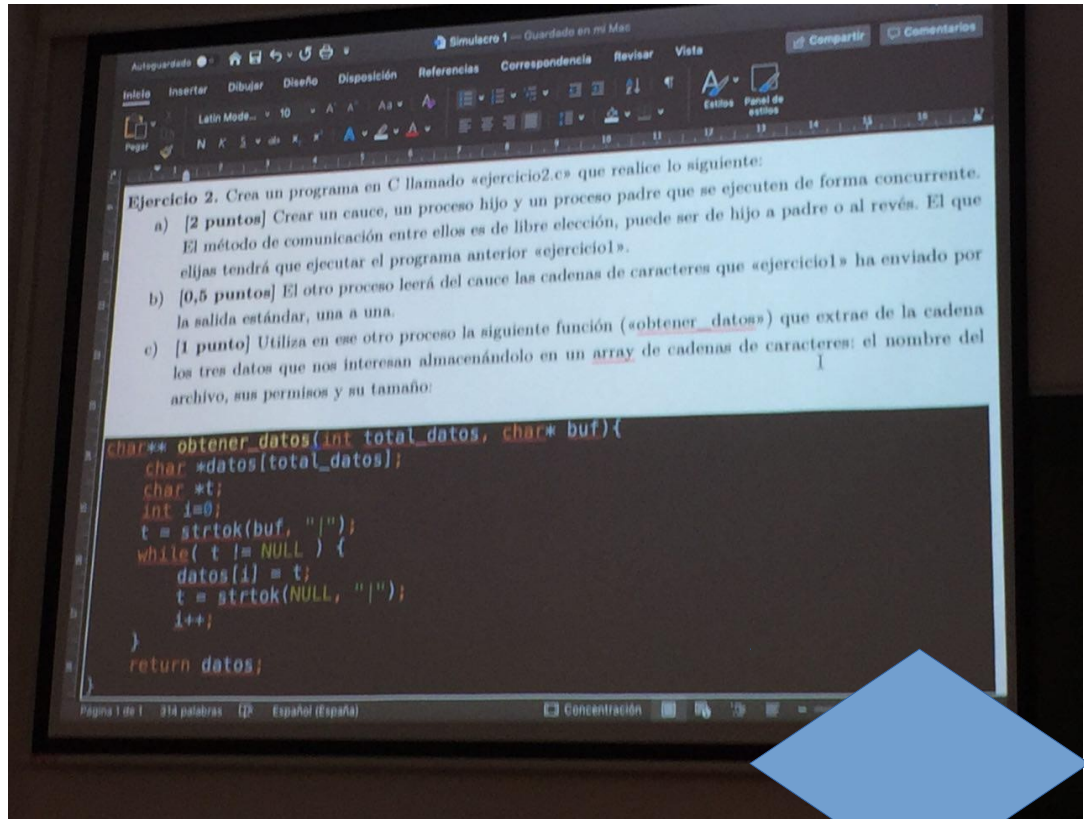 Autoguardado
Simulacro 1 — Guardado en mi Mac
Compartir
Comentarios
Inicio Insertar Dibujar Diseño Disposición Referencias Correspondencia Revisar Vista
Pegar
Latin Mode... 10
Aa
N K S
Estilos
Panel de estilos
Ejercicio 2. Crea un programa en C llamado «ejercicio2.c» que realice lo siguiente:
a) [2 puntos] Crear un cauce, un proceso hijo y un proceso padre que se ejecuten de forma concurrente.
El método de comunicación entre ellos es de libre elección, puede ser de hijo a padre o al revés. El que
elijas tendrá que ejecutar el programa anterior «ejercicio1».
b) [0,5 puntos] El otro proceso leerá del cauce las cadenas de caracteres que «ejercicio1» ha enviado por
la salida estándar, una a una.
c) [1 punto] Utiliza en ese otro proceso la siguiente función («obtener_datos») que extrae de la cadena
los tres datos que nos interesan almacenándolo en un array de cadenas de caracteres: el nombre del
archivo, sus permisos y su tamaño:
char** obtener_datos(int total_datos, char* buf){
char *datos[total_datos];
char *t;
int i=0;
t = strtok(buf, "|");
while( t != NULL ) {
datos[i] = t;
t = strtok(NULL, "|");
i++;
}
return datos;
}
Página 1 de 1 314 palabras Español (España) Concentración